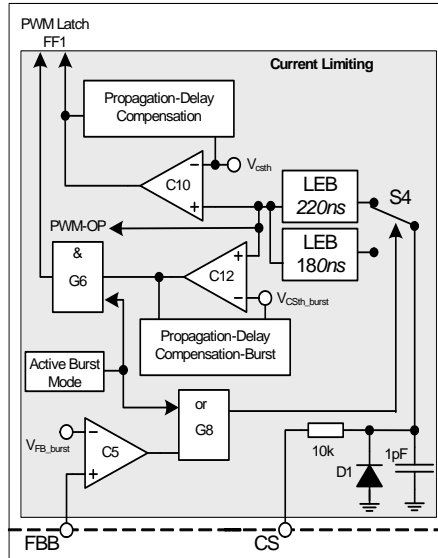 PWM Latch
FF1
Current Limiting
Propagation-Delay
Compensation
Vcsth
C10
PWM-OP
LEB
220ns
S4
LEB
180ns
&
G6
C12
VCSth_burst
Propagation-Delay
Compensation-Burst
Active Burst
Mode
or
G8
VFB_burst
C5
10k
1pF
D1
FBB
CS